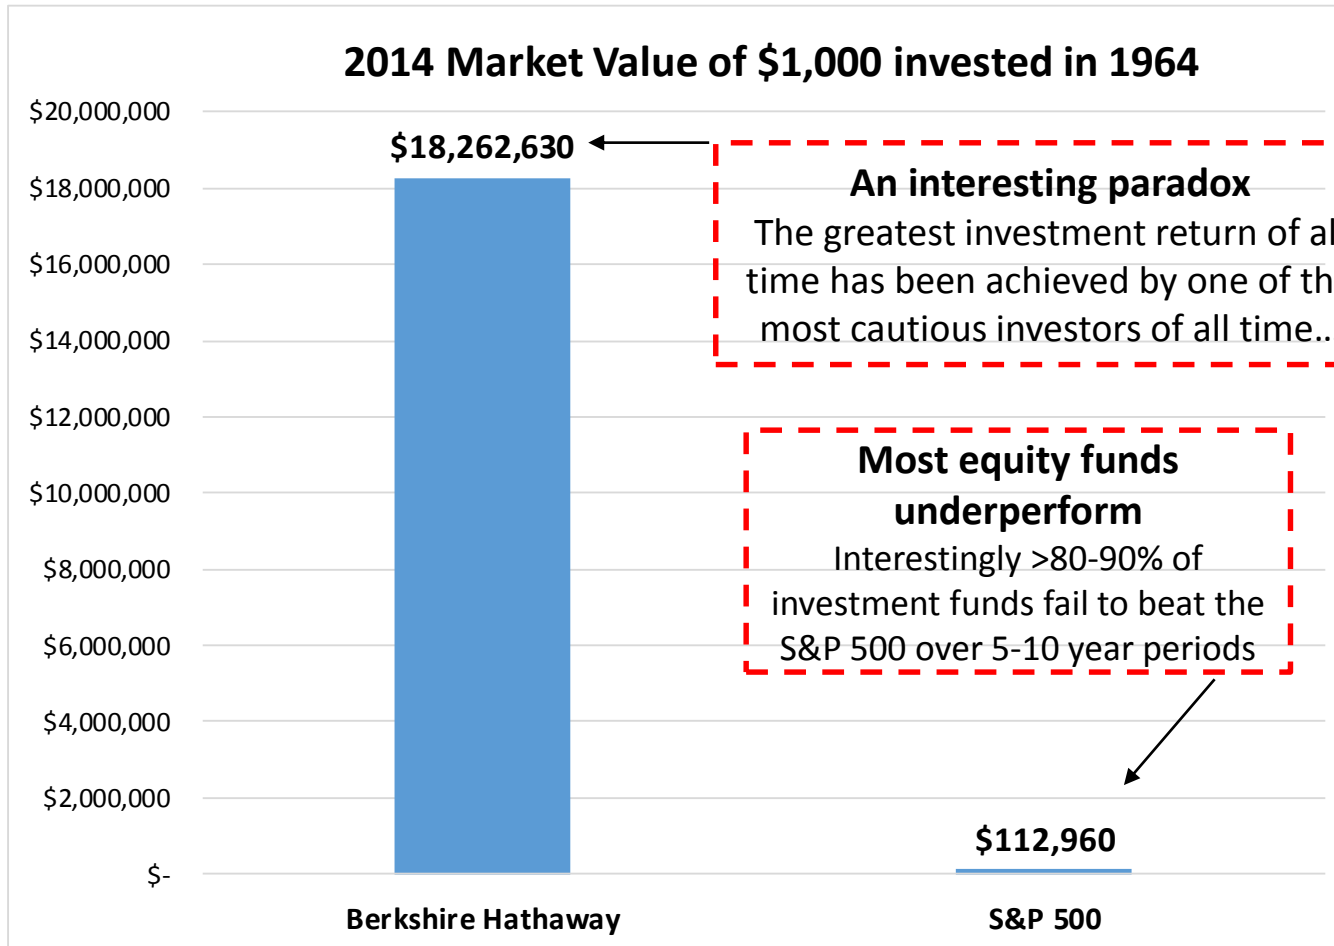 2014 Market Value of $1,000 invested in 1964
$20,000,000
$18,000,000
$16,000,000
$14,000,000
$12,000,000
$10,000,000
$8,000,000
$6,000,000
$4,000,000
$2,000,000
$-
$18,262,630
An interesting paradox
The greatest investment return of al
time has been achieved by one of th
most cautious investors of all time..
Most equity funds
underperform
Interestingly >80-90% of
investment funds fail to beat the
S&P 500 over 5-10 year periods
$112,960
Berkshire Hathaway
S&P 500